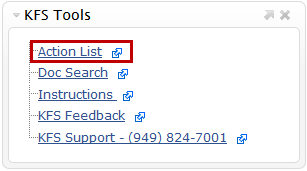 KFS Tools
Action List
Doc Search
Instructions
KFS Feedback
KFS Support - (949) 824-7001